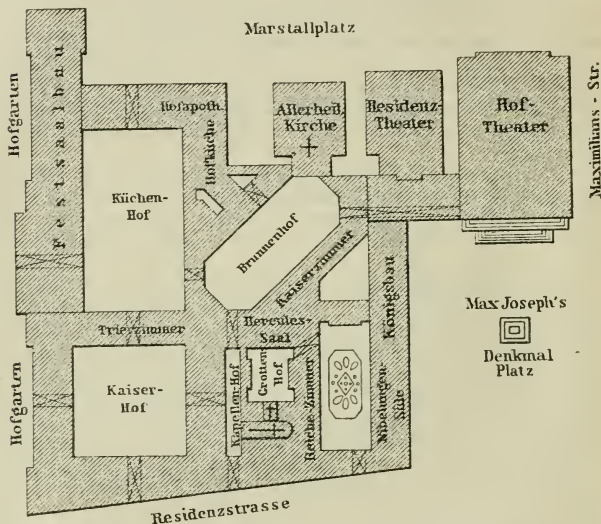 Marstallplatz
Hofgarten
Festsaalbau
Hofapoth.
Hofkirche
Allerheil.
Kirche
Residenz-
Theater
Hof-
Theater
Maximilians - Str.
Küchen-
Hof
Brunnenhof
Kaiserzimmer
Königsbau
Max Joseph's
Denkmal
Platz
Trierzimmer
Hercules-
Saal
Hofgarten
Kaiser-
Hof
Kapellen-Hof
Grotten-
Hof
Reiche-Zimmer
Nibelungen-
Säle
Residenzstrasse